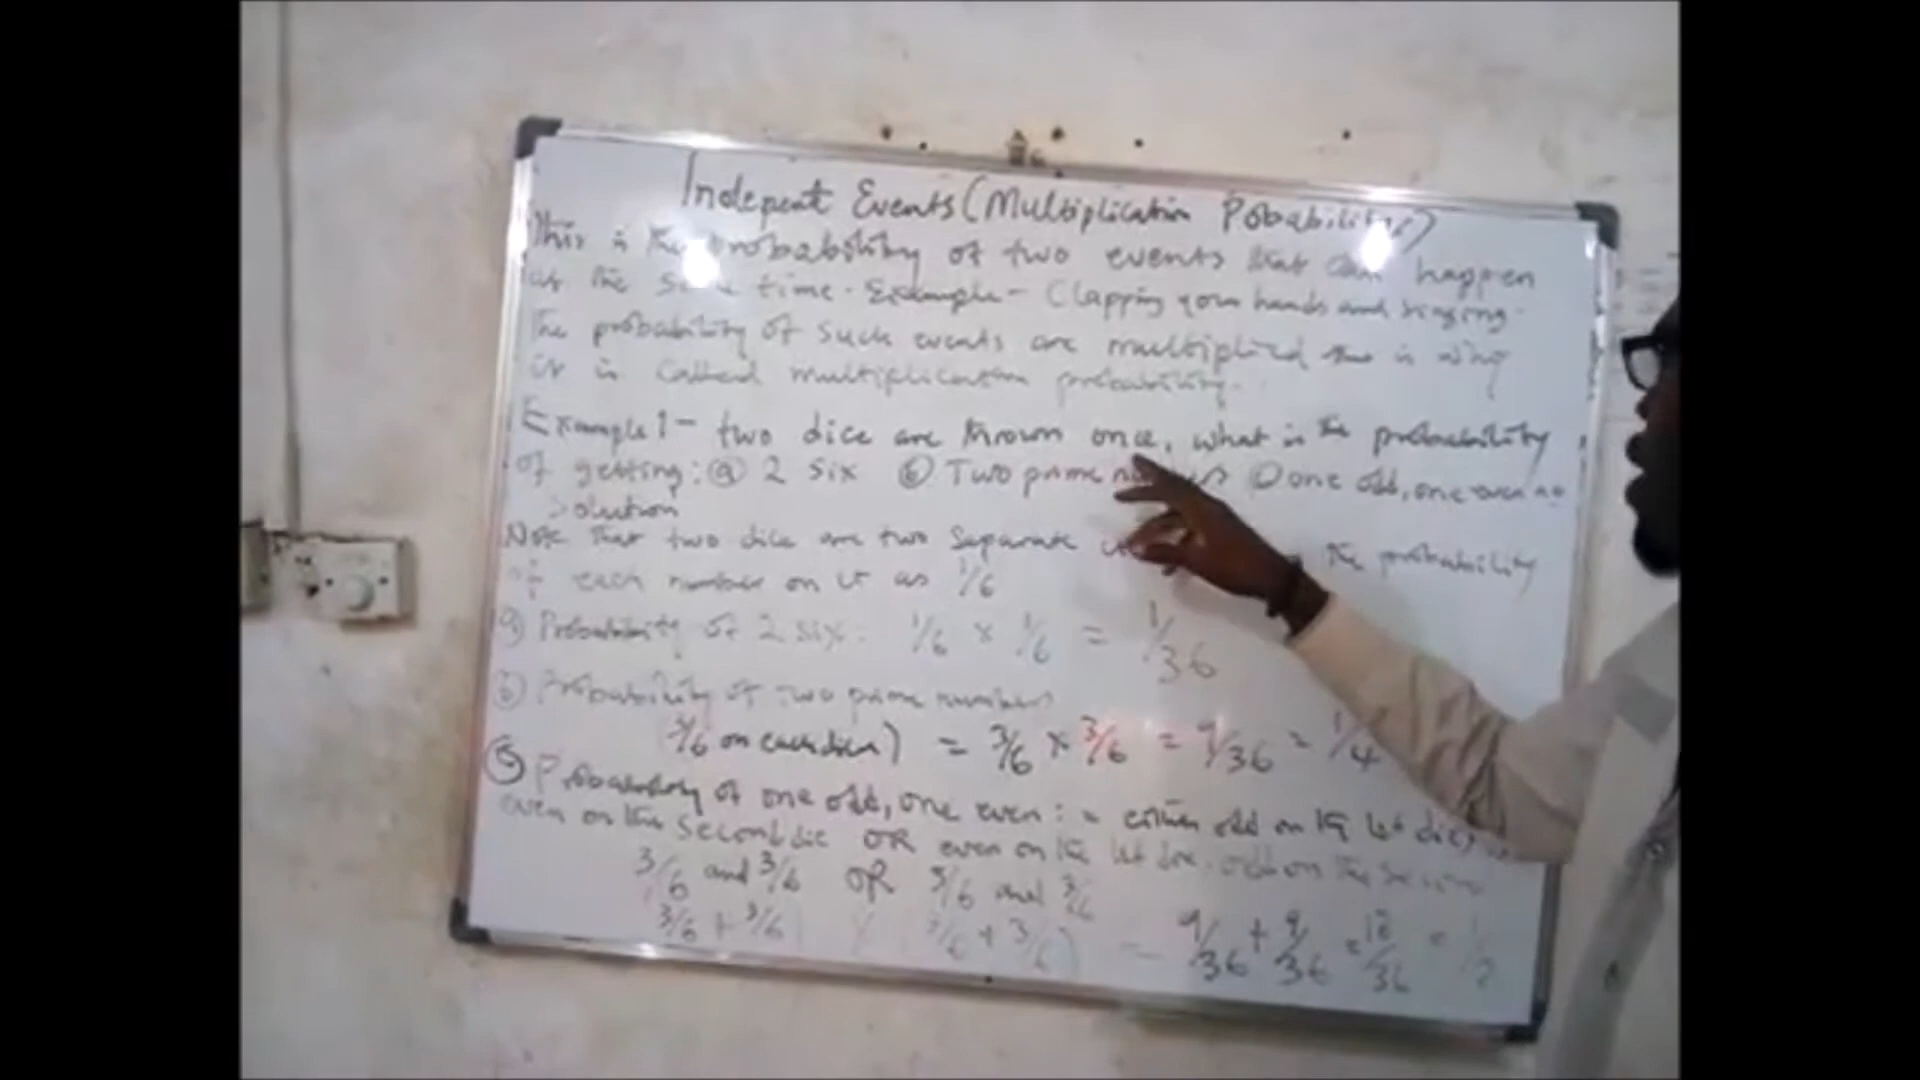 Indepent Events (Multiplication Pobability)
This is the probability of two events that can happen
at the same time. Example - Clapping your hands and singing.
The probability of such events are multiplied that is why
it is called multiplication probability.
Example 1 - two dice are thrown once, what is the probability
of getting: (a) 2 six (b) Two prime numbers (c) one odd, one even no
Solution
Note that two dice are two separate the probability
of each number on it as 1/6
(a) Probability of 2 six: 1/6 × 1/6 = 1/36
(b) Probability of two prime numbers
3/6 on each dice) = 3/6 × 3/6 = 9/36 = 1/4
(c) Probability of one odd, one even: = either odd on the 1st dice,
even on the second die OR even on the 1st dice, odd on the second
3/6 and 3/6 OR 3/6 and 3/6
3/6 + 3/6 3/6 + 3/6) = 9/36 + 9/36 = 18/36 = 1/2